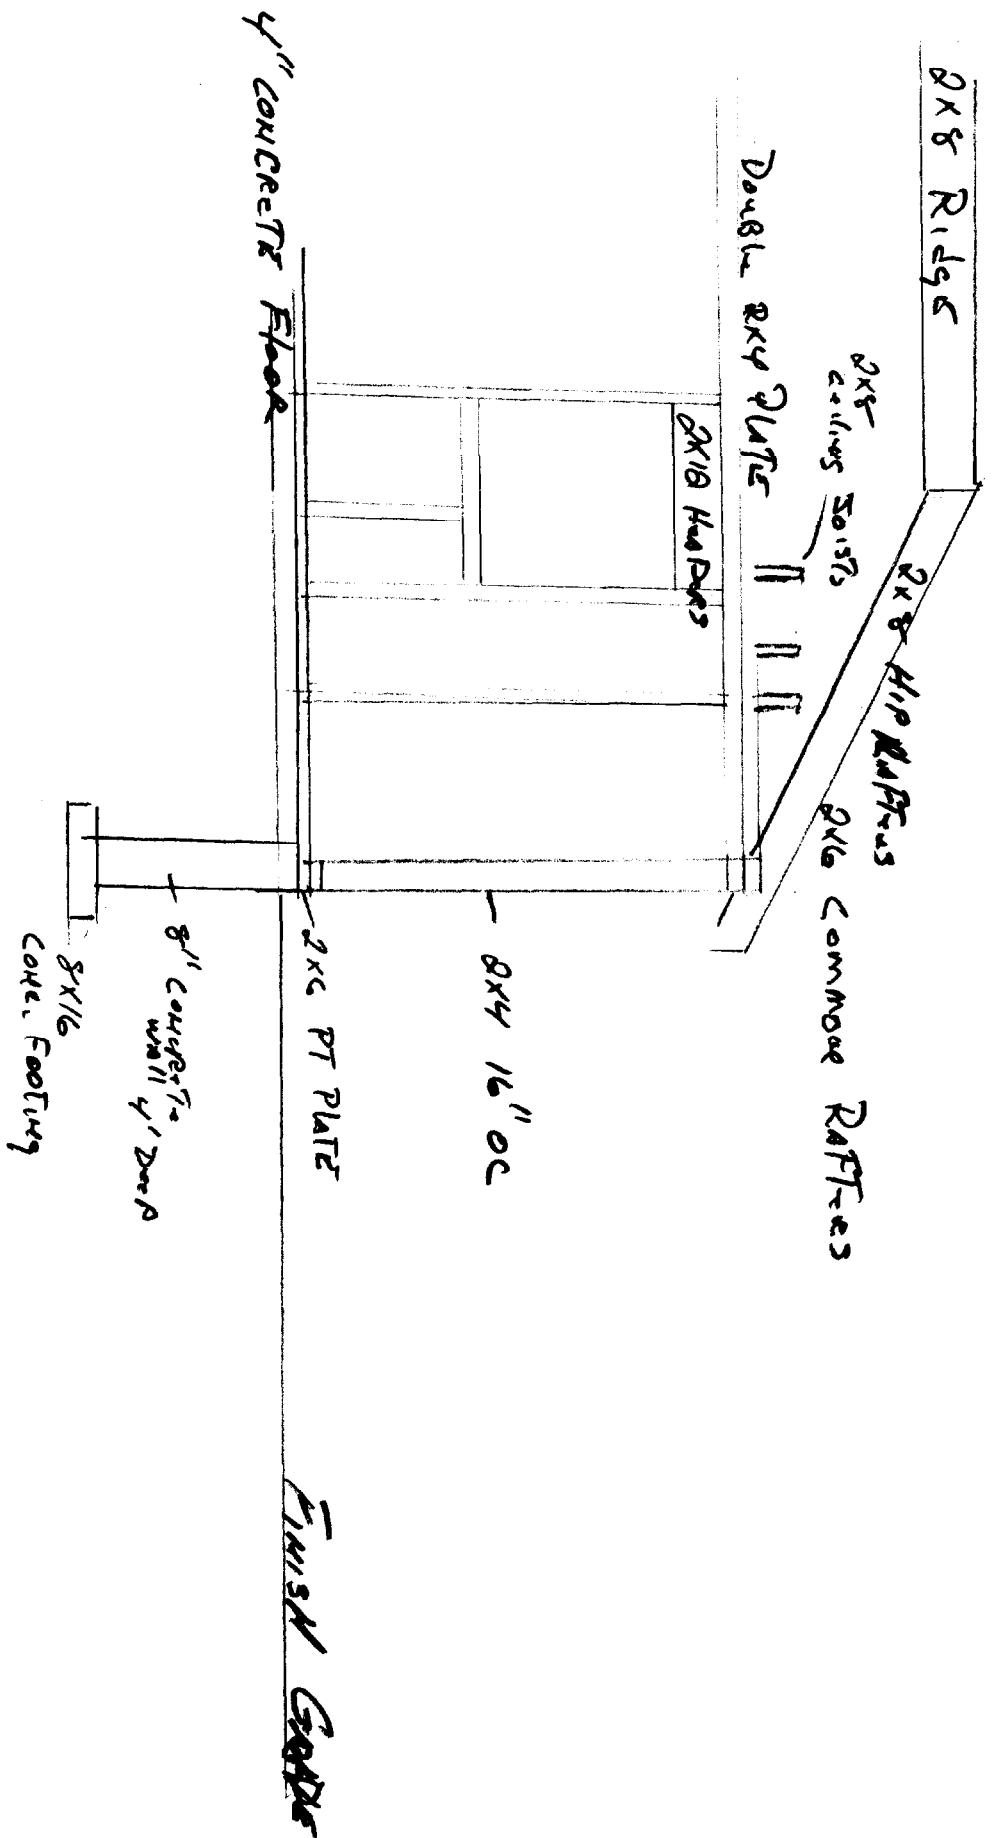 2x8 Ridge
2x8 Hip Rafters
2x6 Common Rafters
2x8
ceiling Joists
Double 2x4 Plate
2x10 Headers
2x4 16" OC
2x6 PT Plate
4" Concrete Floor
Finish Grade
8" Concrete
wall 4' Deep
8x16
Conc. Footing